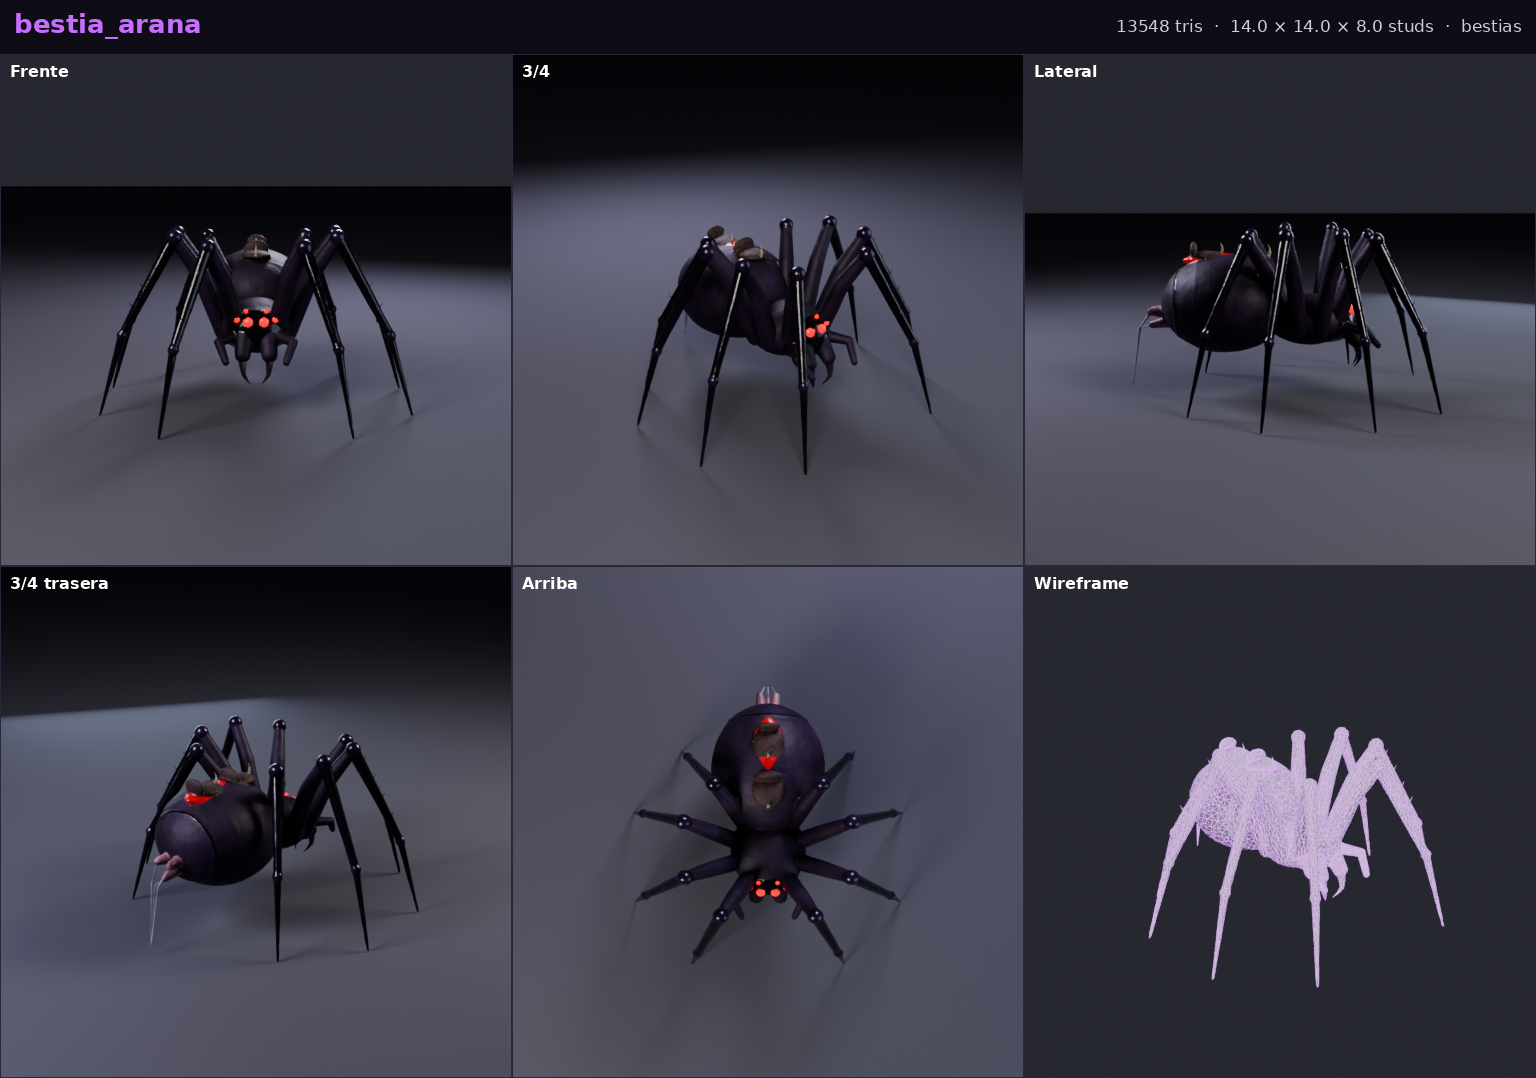 bestia_arana
13548 tris · 14.0 × 14.0 × 8.0 studs · bestias
Frente
3/4
Lateral
3/4 trasera
Arriba
Wireframe